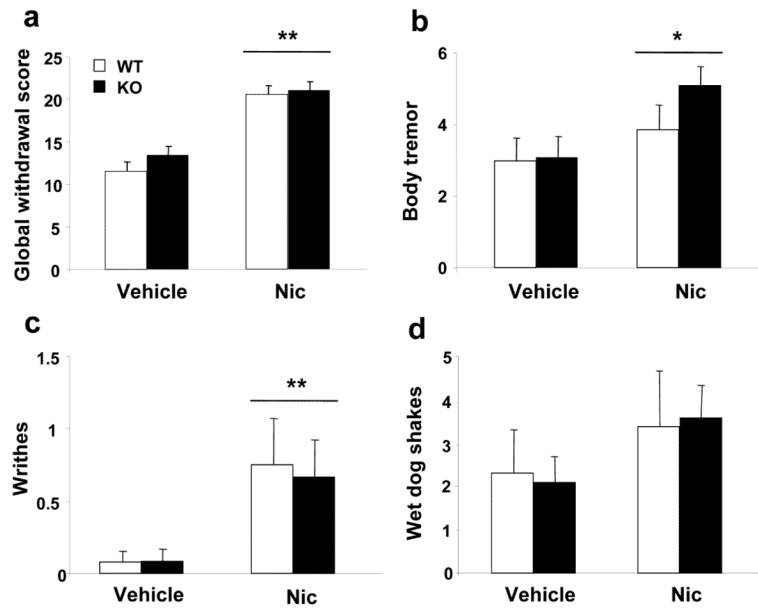 a
**
25
20
15
10
5
0
Global withdrawal score
WT
KO
Vehicle Nic
b
*
6
4
2
0
Body tremor
Vehicle Nic
c
**
1.5
1
0.5
0
Writhes
Vehicle Nic
d
5
4
3
2
1
0
Wet dog shakes
Vehicle Nic